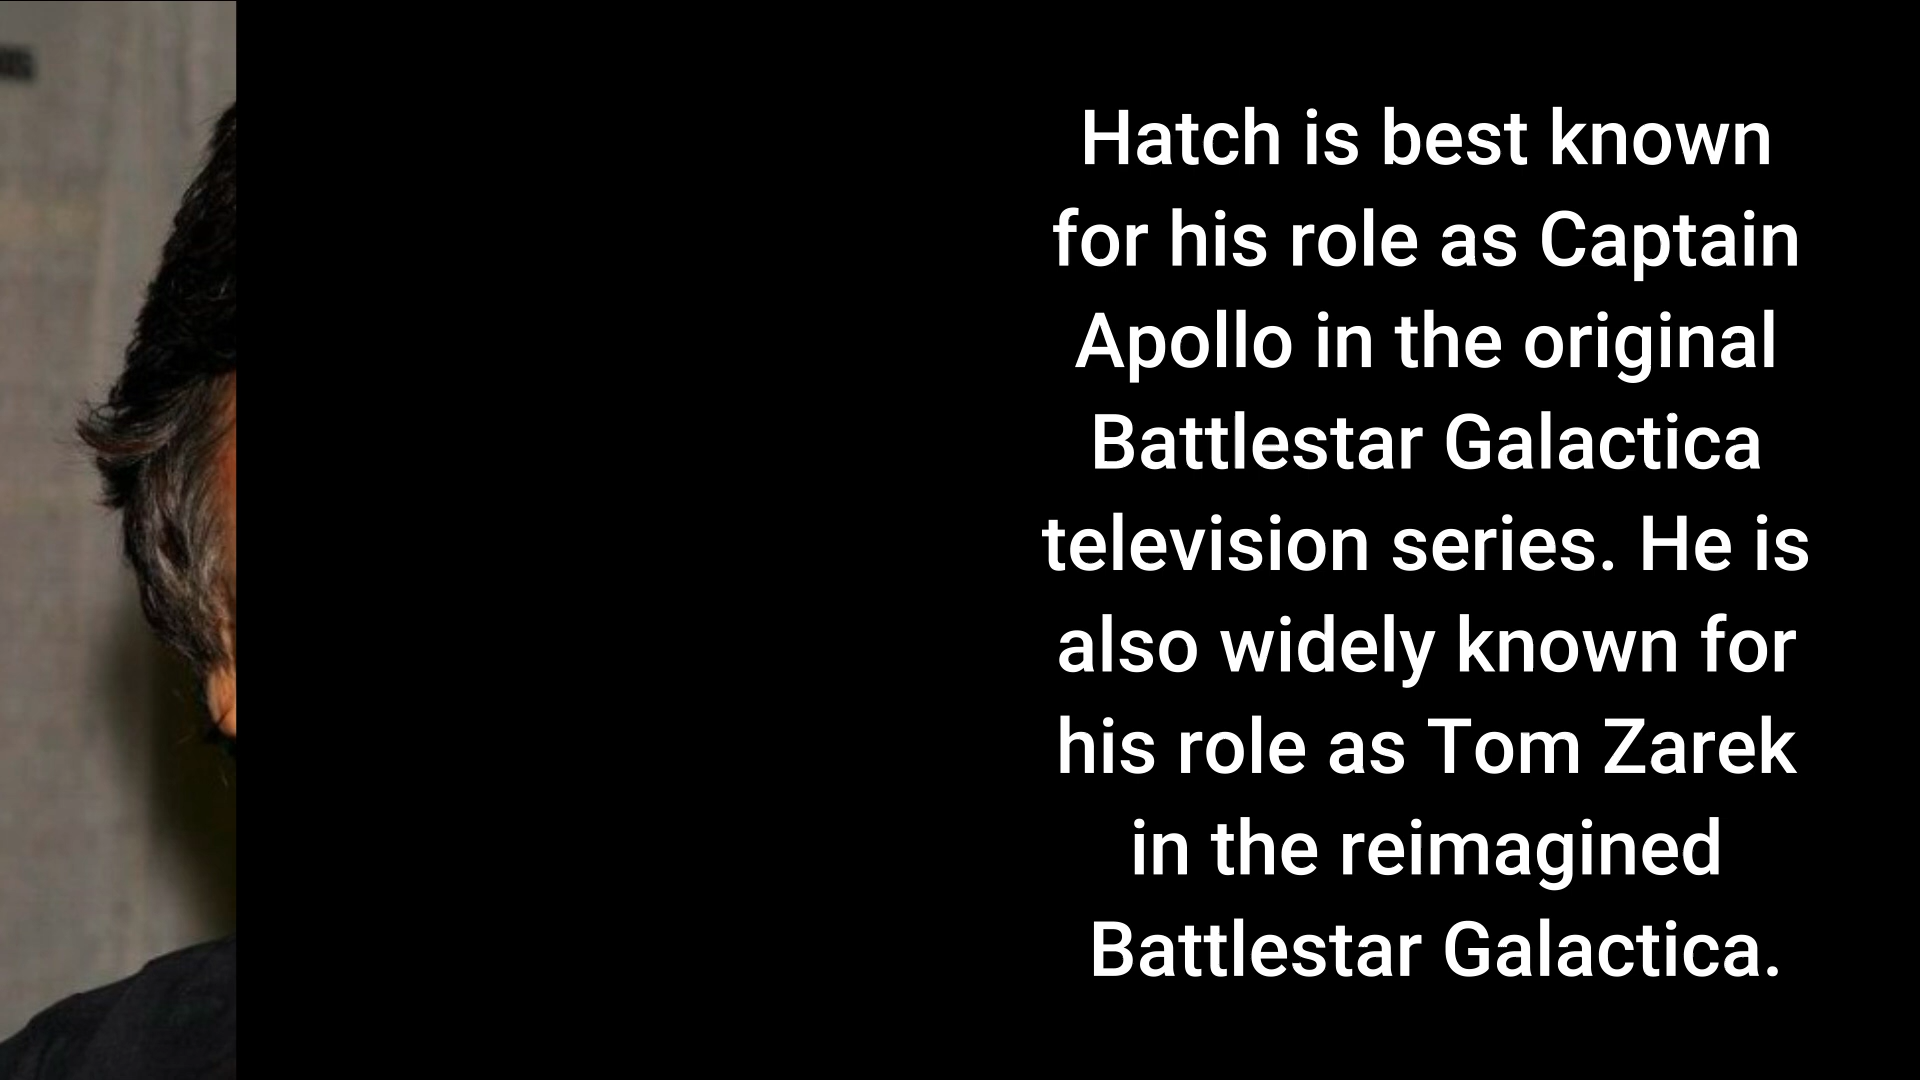 Hatch is best known
for his role as Captain
Apollo in the original
Battlestar Galactica
television series. He is
also widely known for
his role as Tom Zarek
in the reimagined
Battlestar Galactica.